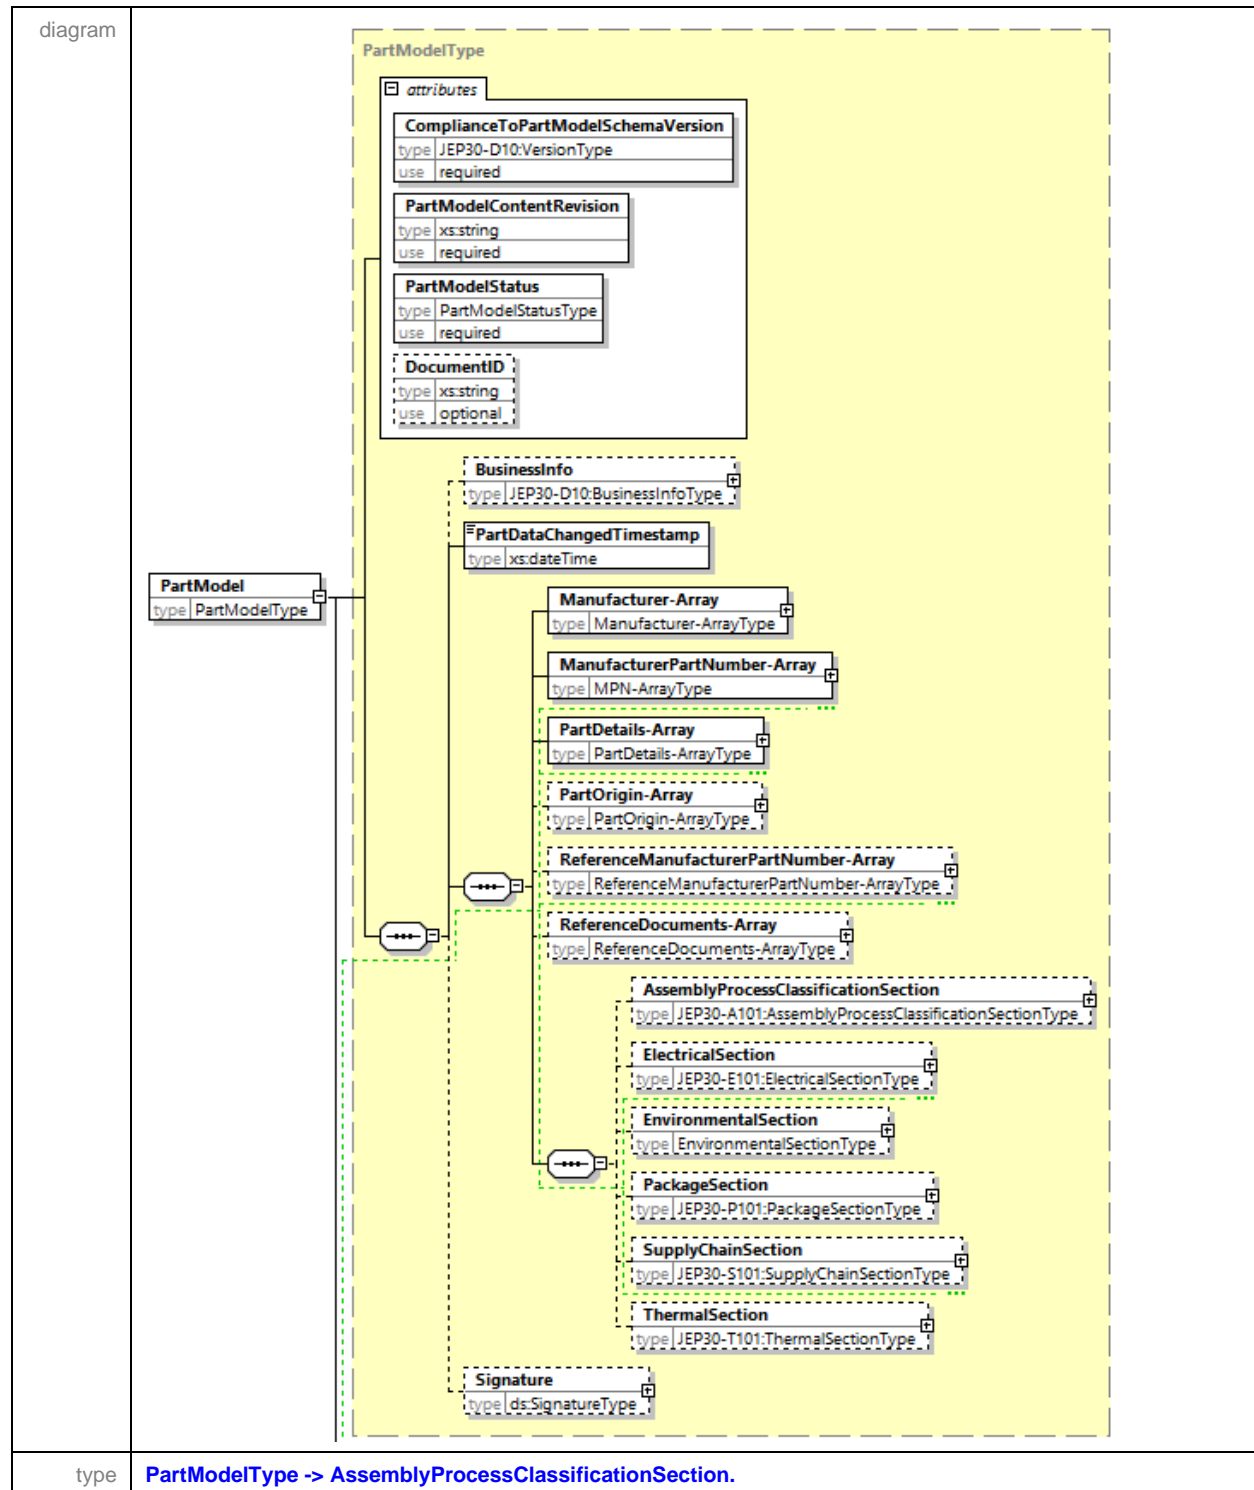 diagram
PartModelType
attributes
ComplianceToPartModelSchemaVersion
type JEP30-D10:VersionType
use required
PartModelContentRevision
type xs:string
use required
PartModelStatus
type PartModelStatusType
use required
DocumentID
type xs:string
use optional
BusinessInfo
type JEP30-D10:BusinessInfoType
PartDataChangedTimestamp
type xs:dateTime
PartModel
type PartModelType
Manufacturer-Array
type Manufacturer-ArrayType
ManufacturerPartNumber-Array
type MPN-ArrayType
PartDetails-Array
type PartDetails-ArrayType
PartOrigin-Array
type PartOrigin-ArrayType
ReferenceManufacturerPartNumber-Array
type ReferenceManufacturerPartNumber-ArrayType
ReferenceDocuments-Array
type ReferenceDocuments-ArrayType
AssemblyProcessClassificationSection
type JEP30-A101:AssemblyProcessClassificationSectionType
ElectricalSection
type JEP30-E101:ElectricalSectionType
EnvironmentalSection
type EnvironmentalSectionType
PackageSection
type JEP30-P101:PackageSectionType
SupplyChainSection
type JEP30-S101:SupplyChainSectionType
ThermalSection
type JEP30-T101:ThermalSectionType
Signature
type ds:SignatureType
type PartModelType -> AssemblyProcessClassificationSection.